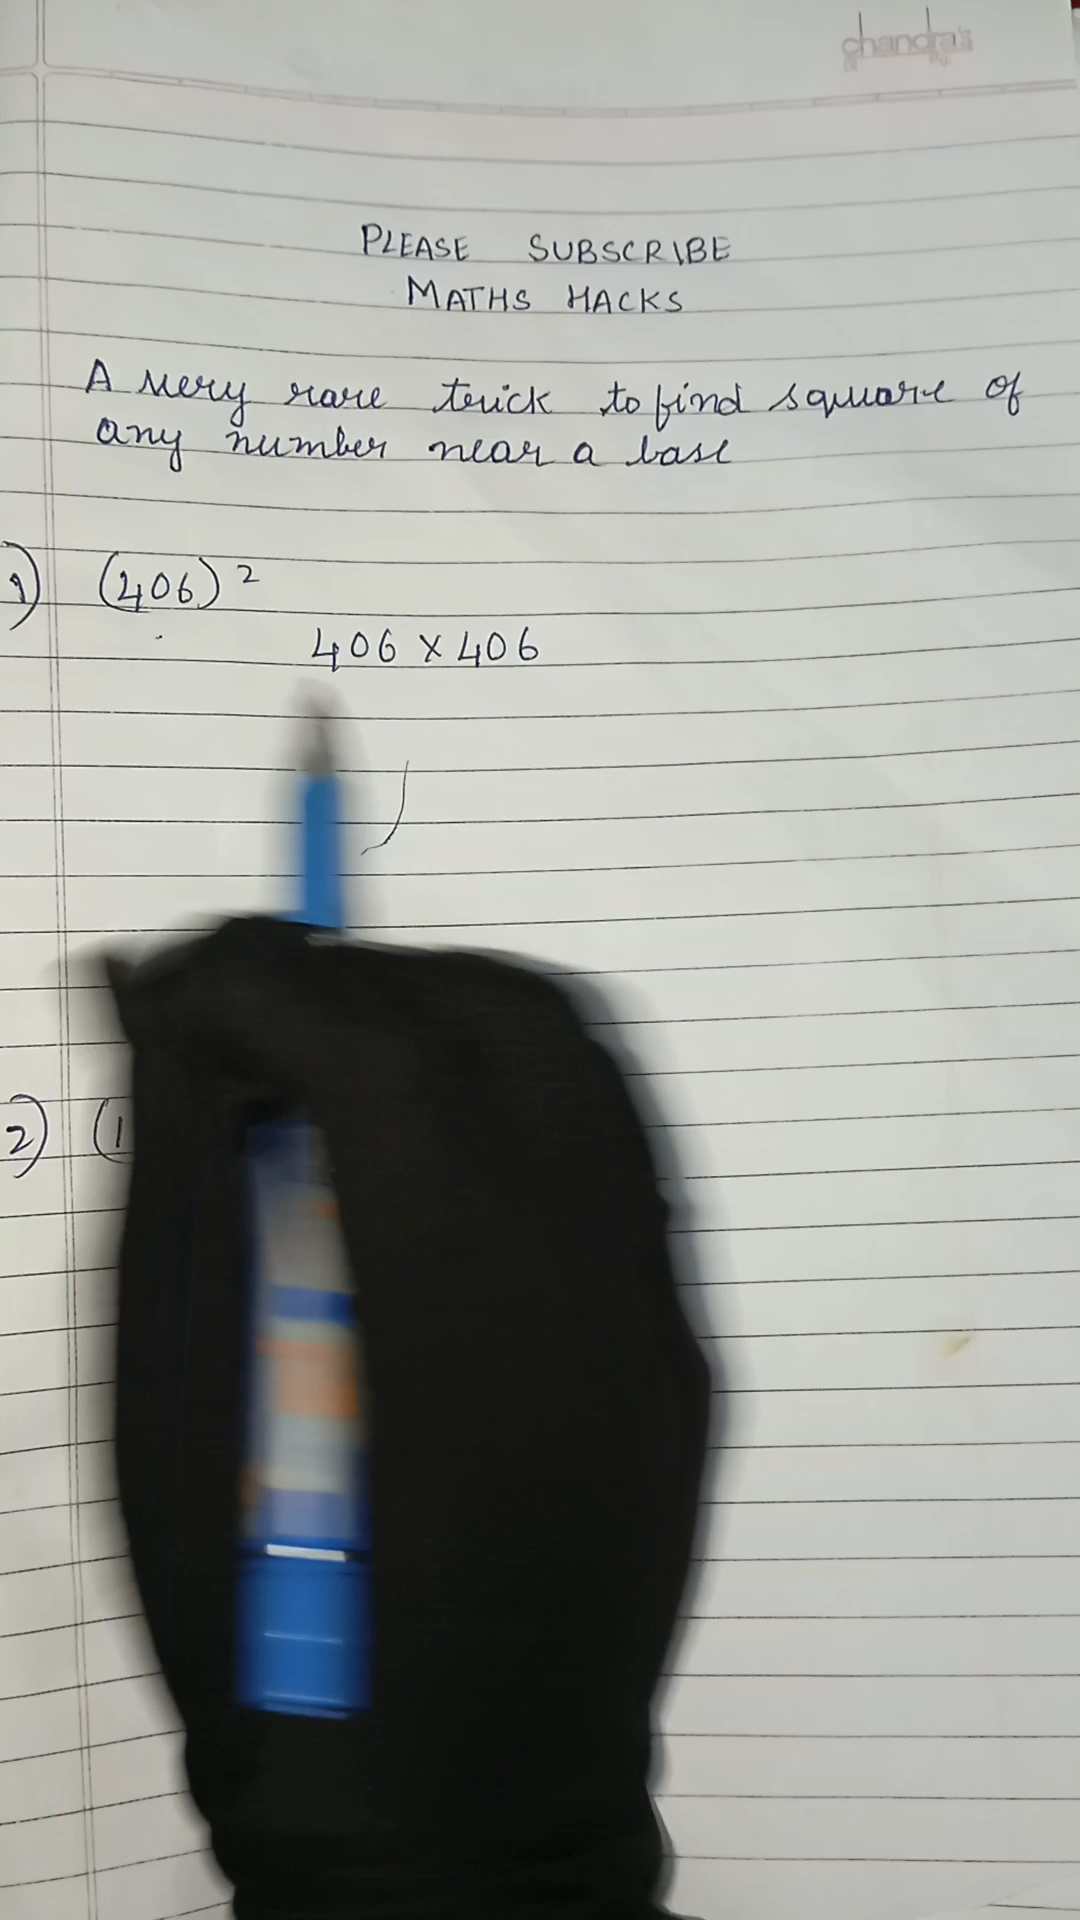 chandra's
PLEASE SUBSCRIBE
MATHS HACKS
A very rare trick to find square of
any number near a base
1) (406)²
406 x 406
2) (1